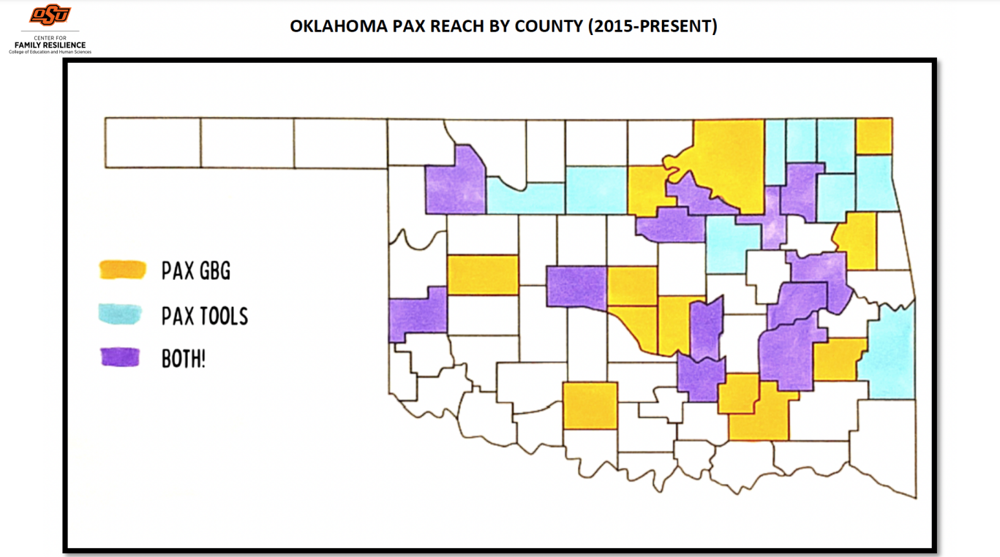 OSU
CENTER FOR
FAMILY RESILIENCE
College of Education and Human Sciences
OKLAHOMA PAX REACH BY COUNTY (2015-PRESENT)
PAX GBG
PAX TOOLS
BOTH!